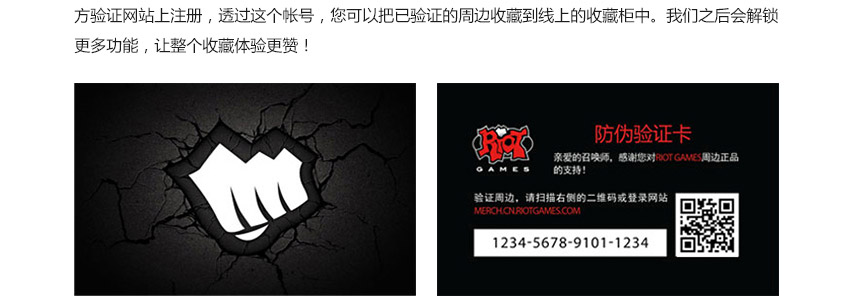 方验证网站上注册，透过这个帐号，您可以把已验证的周边收藏到线上的收藏柜中。我们之后会解锁
更多功能，让整个收藏体验更赞！
RIOT
GAMES
防伪验证卡
亲爱的召唤师，感谢您对RIOT GAMES周边正品
的支持！
验证周边，请扫描右侧的二维码或登录网站
MERCH.CN.RIOTGAMES.COM
1234-5678-9101-1234